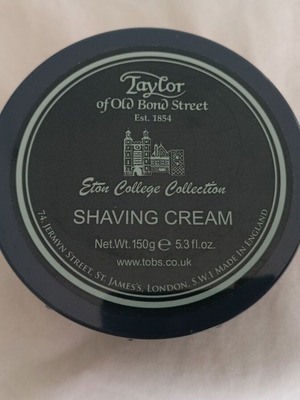 Taylor
of Old Bond Street
Est. 1854
Eton College Collection
SHAVING CREAM
Net.Wt. 150g ℮ 5.3 fl.oz.
www.tobs.co.uk
74, JERMYN STREET, ST. JAMES'S, LONDON, S.W.1 MADE IN ENGLAND